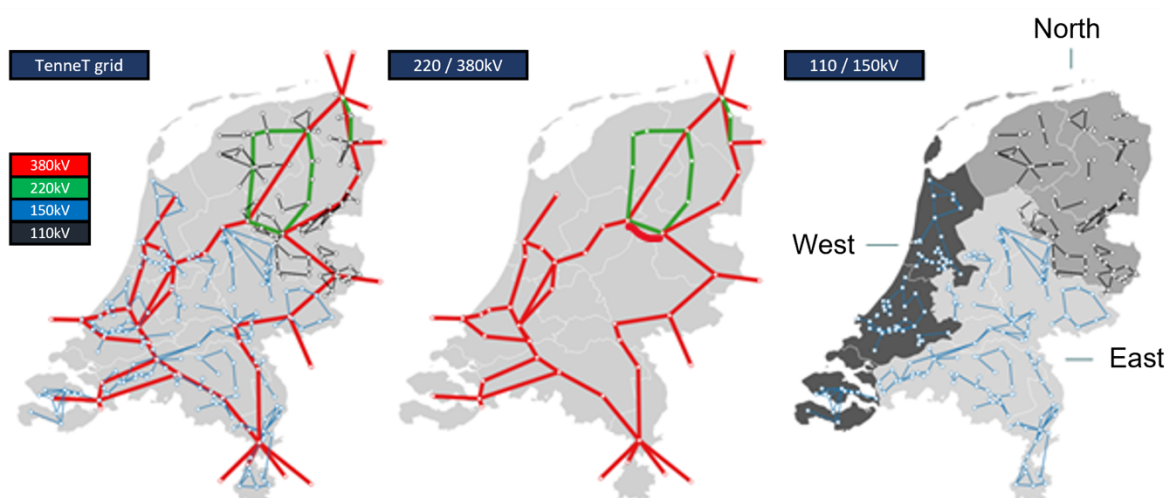 North
TenneT grid
220 / 380kV
110 / 150kV
380kV
220kV
150kV
110kV
West
East